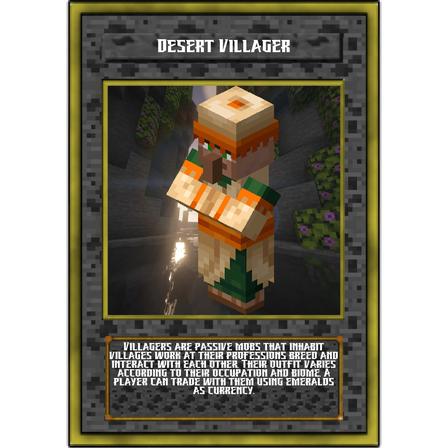 Desert Villager
Villagers are passive mobs that inhabit
villages work at their professions breed and
interact with each other their outfit varies
according to their occupation and biome. A
player can trade with them using emeralds
as currency.